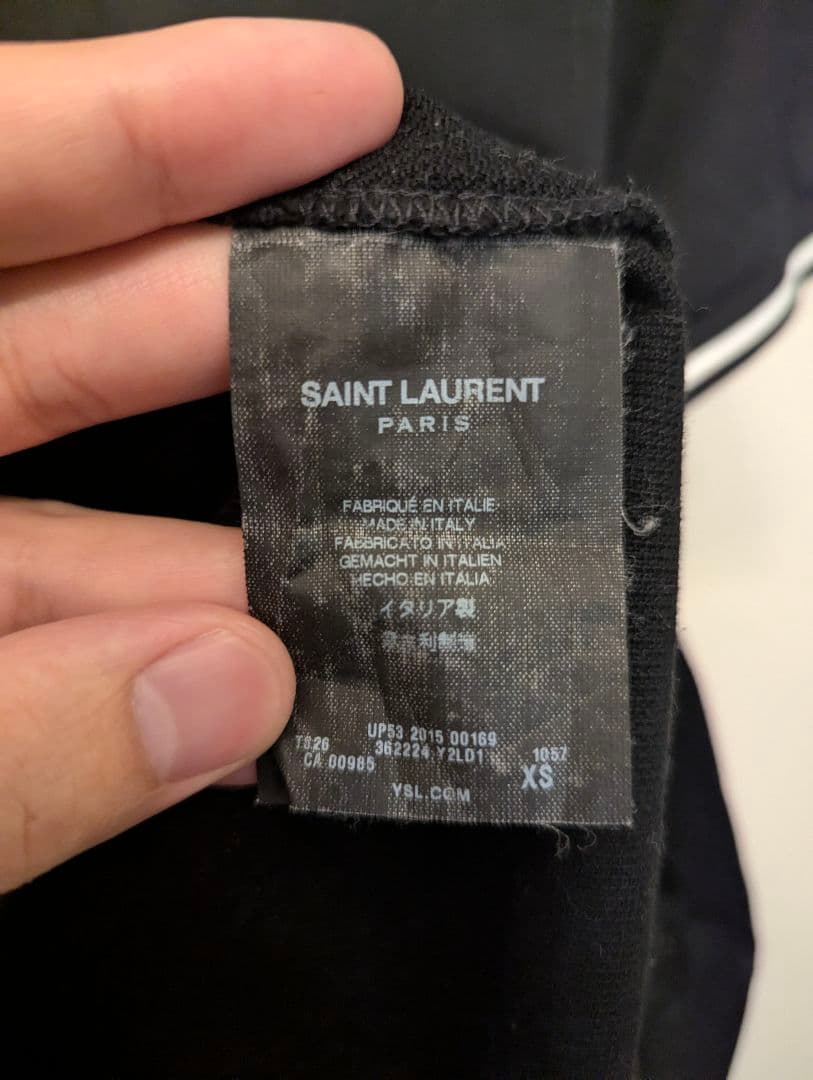 SAINT LAURENT
PARIS
FABRIQUÉ EN ITALIE
MADE IN ITALY
FABBRICATO IN ITALIA
GEMACHT IN ITALIEN
HECHO EN ITALIA
イタリア製
UP53 2015 00169
TS26 362224 Y2LD1 1057
CA 00985 XS
YSL.COM